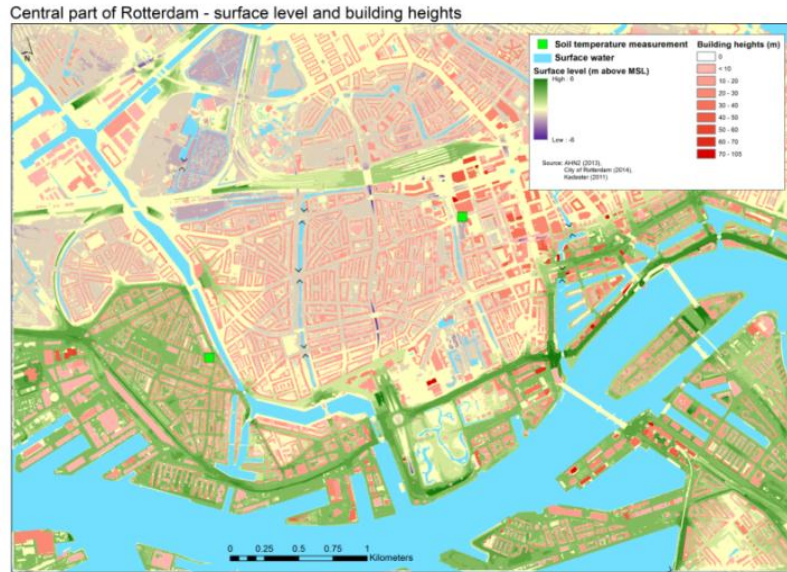 Central part of Rotterdam - surface level and building heights
N
Soil temperature measurement
Surface water
Surface level (m above MSL)
High : 6
Low : -6
Building heights (m)
0
< 10
10 - 20
20 - 30
30 - 40
40 - 50
50 - 60
60 - 70
70 - 105
Source: AHN2 (2013),
City of Rotterdam (2014),
Kadaster (2011)
0 0.25 0.5 0.75 1
Kilometers